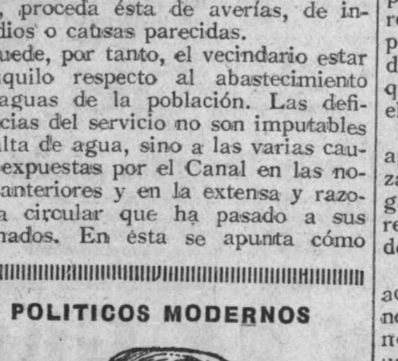 , proceda ésta de averías, de in-
dios o causas parecidas.
uede, por tanto, el vecindario estar
nquilo respecto al abastecimiento
aguas de la población. Las defi-
cias del servicio no son imputables
alta de agua, sino a las varias cau-
expuestas por el Canal en las no-
anteriores y en la extensa y razo-
a circular que ha pasado a sus
nados. En ésta se apunta cómo
POLITICOS MODERNOS